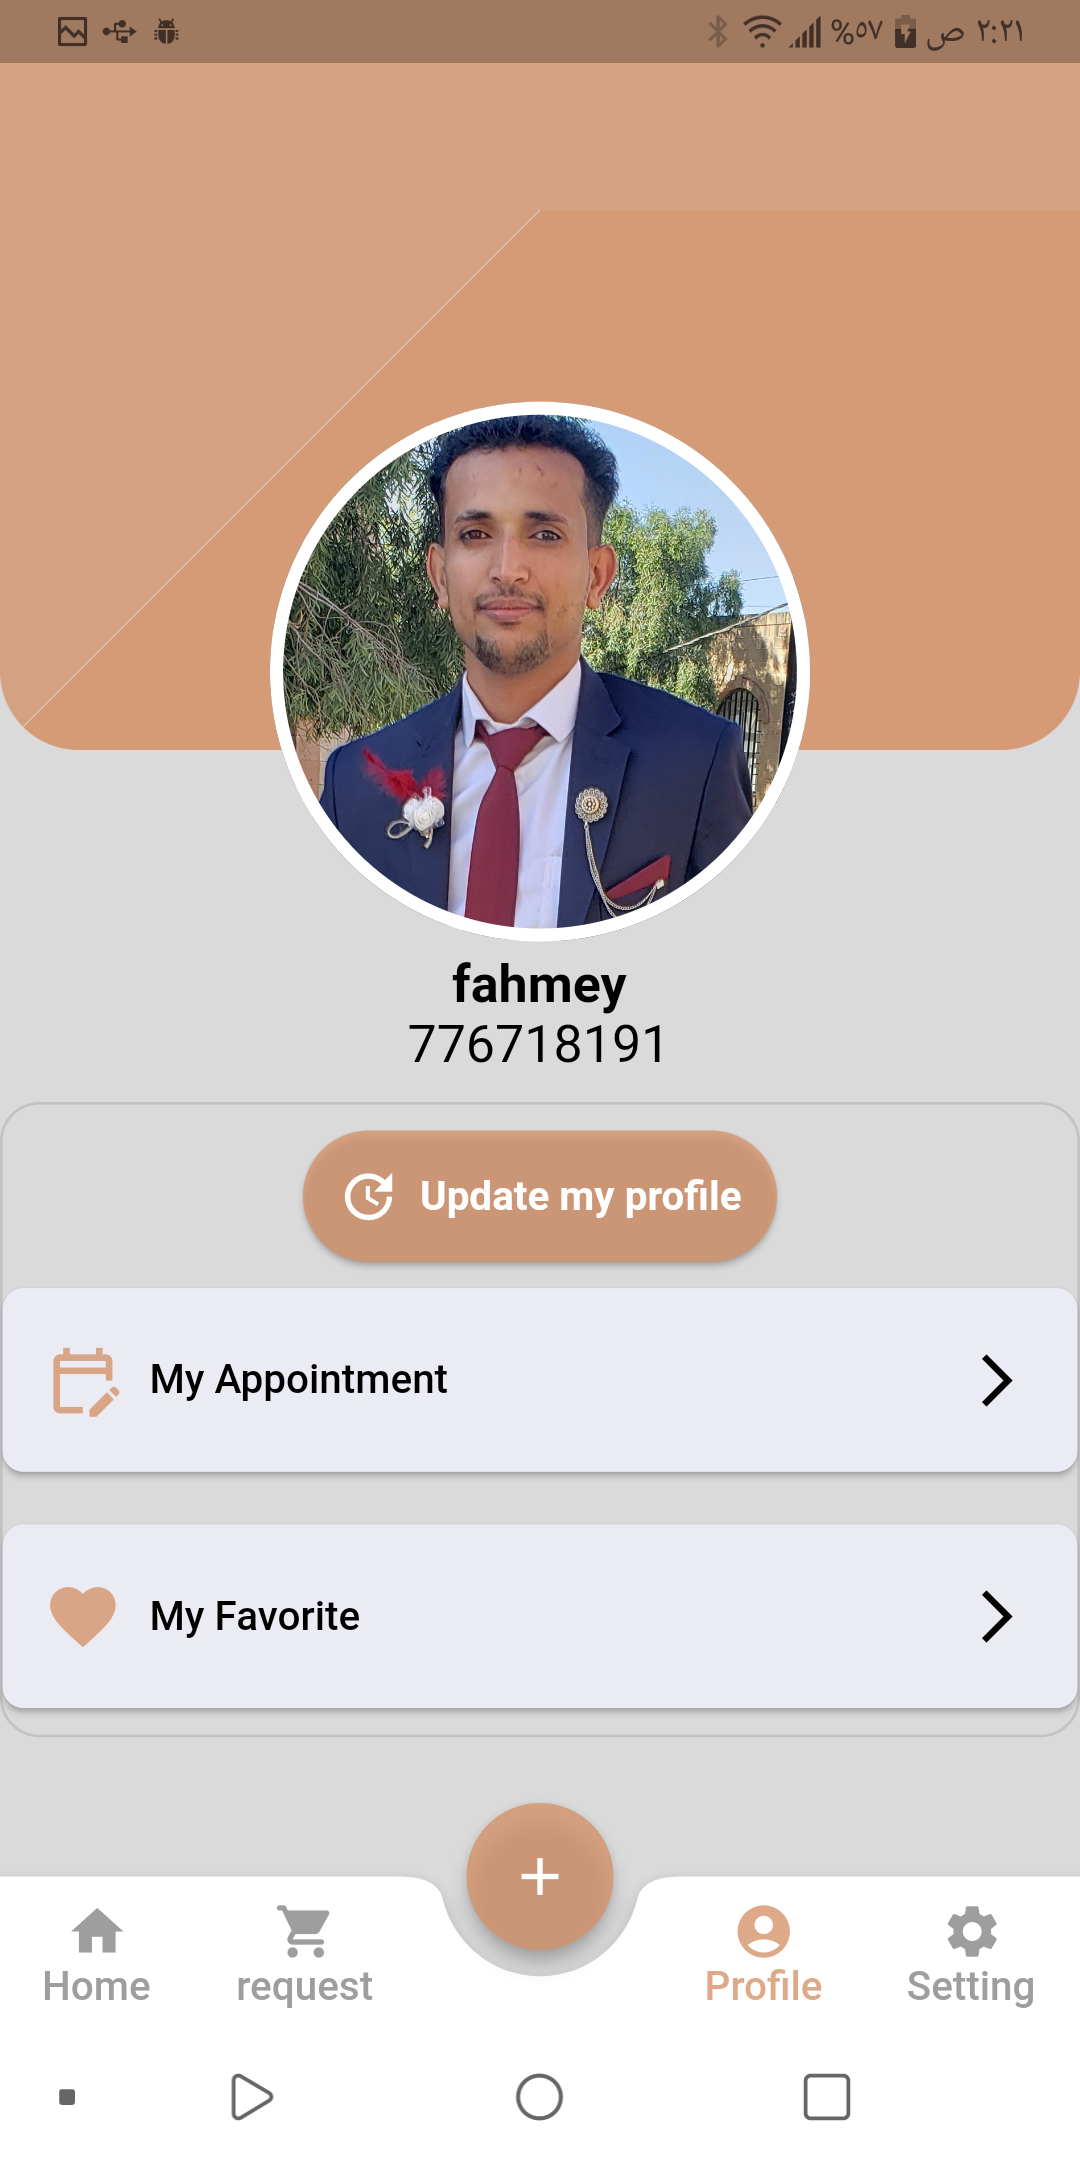 %٥٧ ص ٢:٢١
fahmey
776718191
Update my profile
My Appointment
My Favorite
Home request Profile Setting